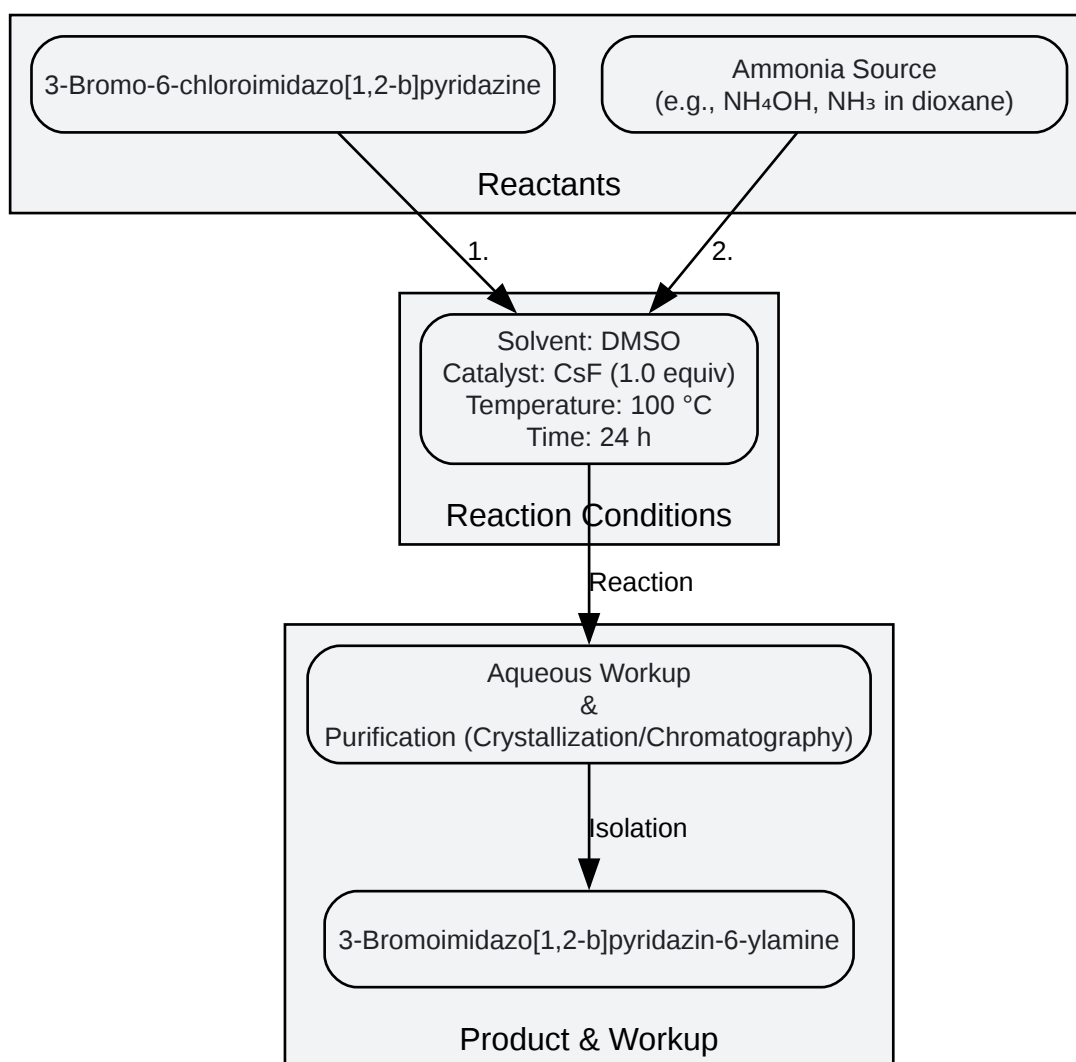 3-Bromo-6-chloroimidazo[1,2-b]pyridazine
Ammonia Source
(e.g., NH₄OH, NH₃ in dioxane)
Reactants
1.
2.
Solvent: DMSO
Catalyst: CsF (1.0 equiv)
Temperature: 100 °C
Time: 24 h
Reaction Conditions
Reaction
Aqueous Workup
&
Purification (Crystallization/Chromatography)
Isolation
3-Bromoimidazo[1,2-b]pyridazin-6-ylamine
Product & Workup